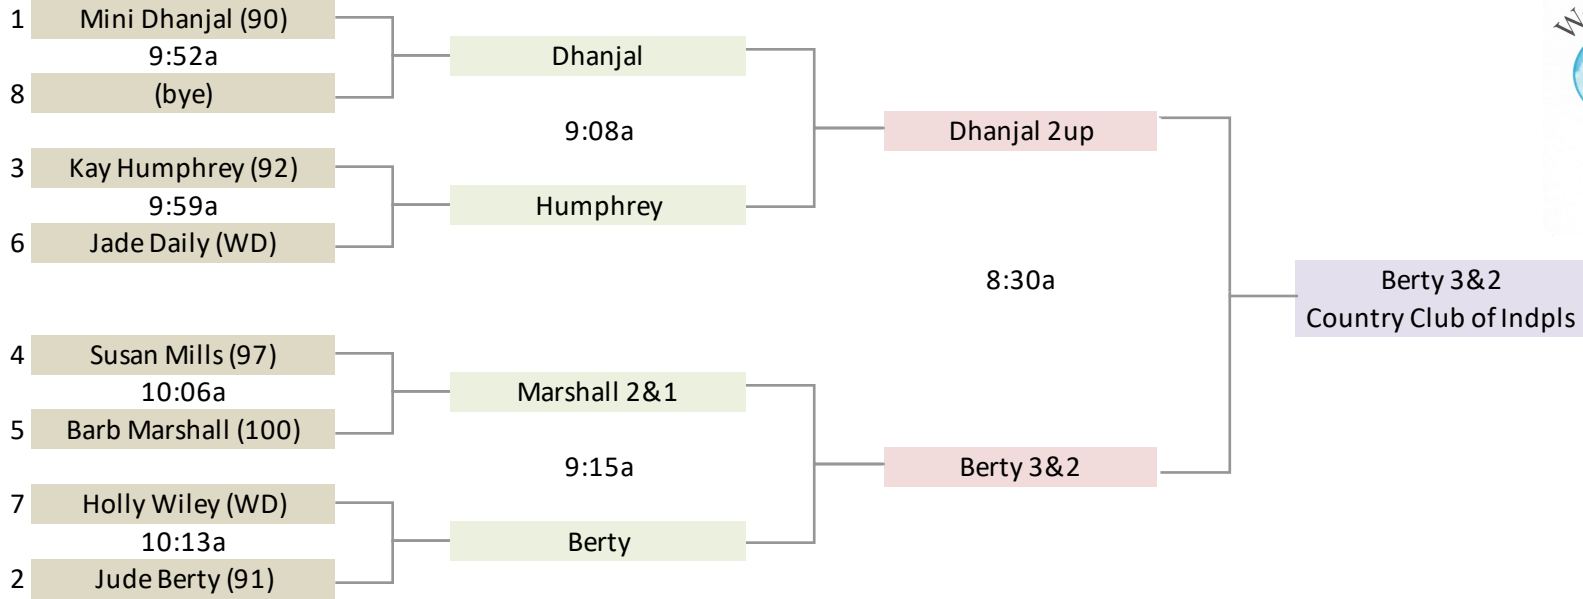 1 Mini Dhanjal (90)
9:52a
8 (bye)
3 Kay Humphrey (92)
9:59a
6 Jade Daily (WD)
4 Susan Mills (97)
10:06a
5 Barb Marshall (100)
7 Holly Wiley (WD)
10:13a
2 Jude Berty (91)
Dhanjal
9:08a
Humphrey
Marshall 2&1
9:15a
Berty
Dhanjal 2up
8:30a
Berty 3&2
Berty 3&2
Country Club of Indpls